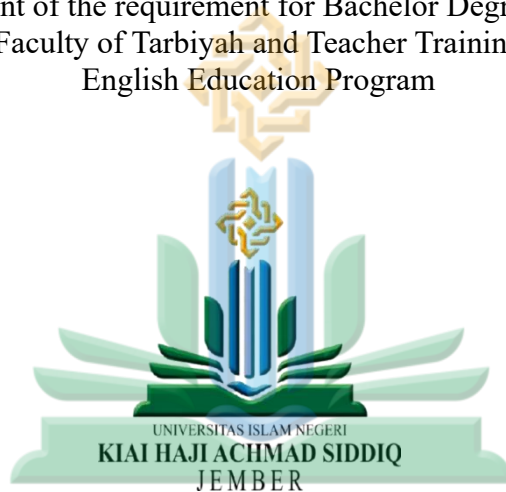 nt of the requirement for Bachelor Degr
Faculty of Tarbiyah and Teacher Trainin
English Education Program
UNIVERSITAS ISLAM NEGERI
KIAI HAJI ACHMAD SIDDIQ
JEMBER